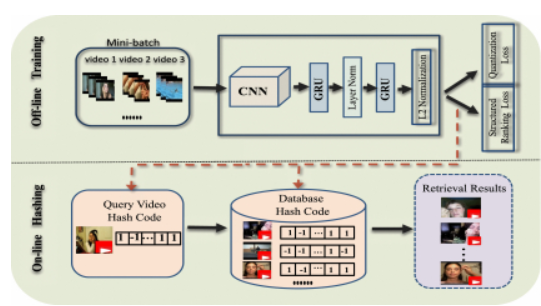 Off-line Training
Mini-batch
video 1 video 2 video 3
......
CNN
GRU
Layer Norm
GRU
L2 Normalization
Quantization
Loss
Structured
Ranking Loss
On-line Hashing
Query Video
Hash Code
1 -1 ... 1 1
Database
Hash Code
1 -1 ... 1 1
1 1 ... 1 -1
1 1 ... 1 1
......
Retrieval Results